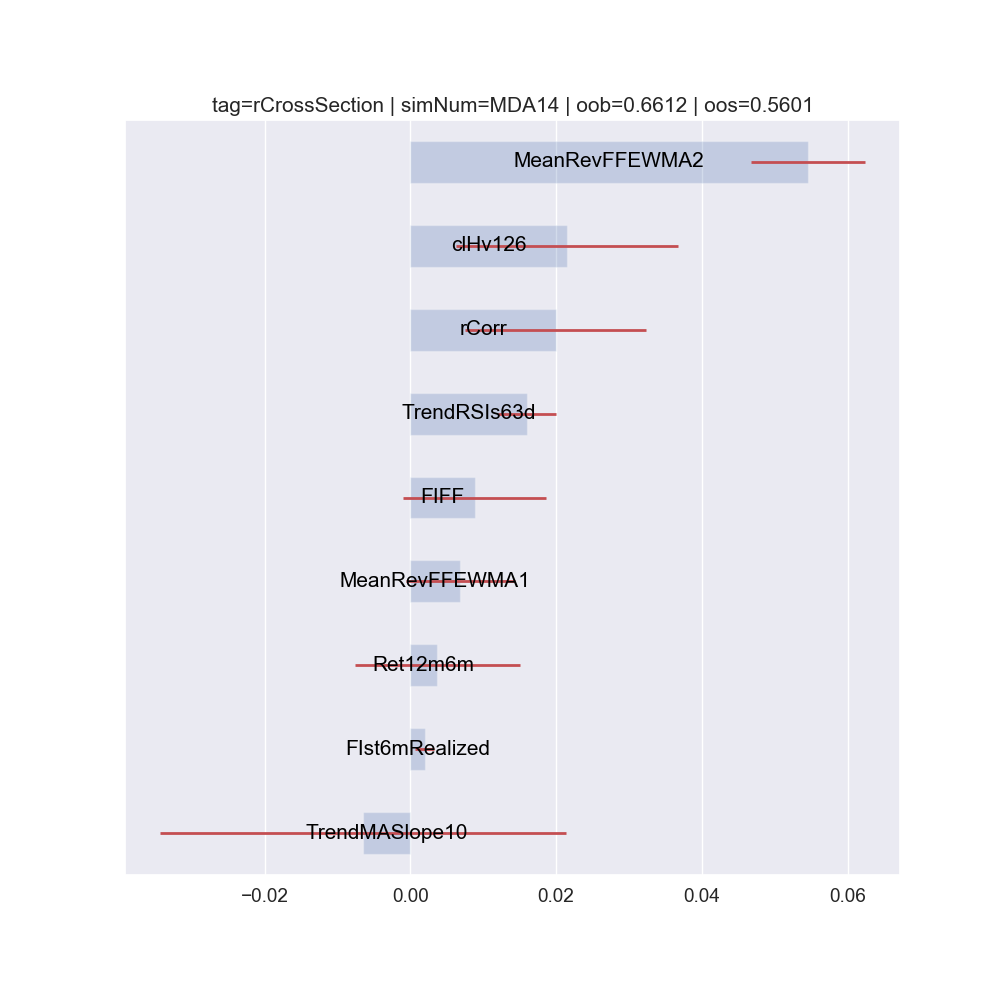 tag=rCrossSection | simNum=MDA14 | oob=0.6612 | oos=0.5601
MeanRevFFEWMA2
clHv126
rCorr
TrendRSIs63d
FIFF
MeanRevFFEWMA1
Ret12m6m
FIst6mRealized
TrendMASlope10
−0.02 0.00 0.02 0.04 0.06